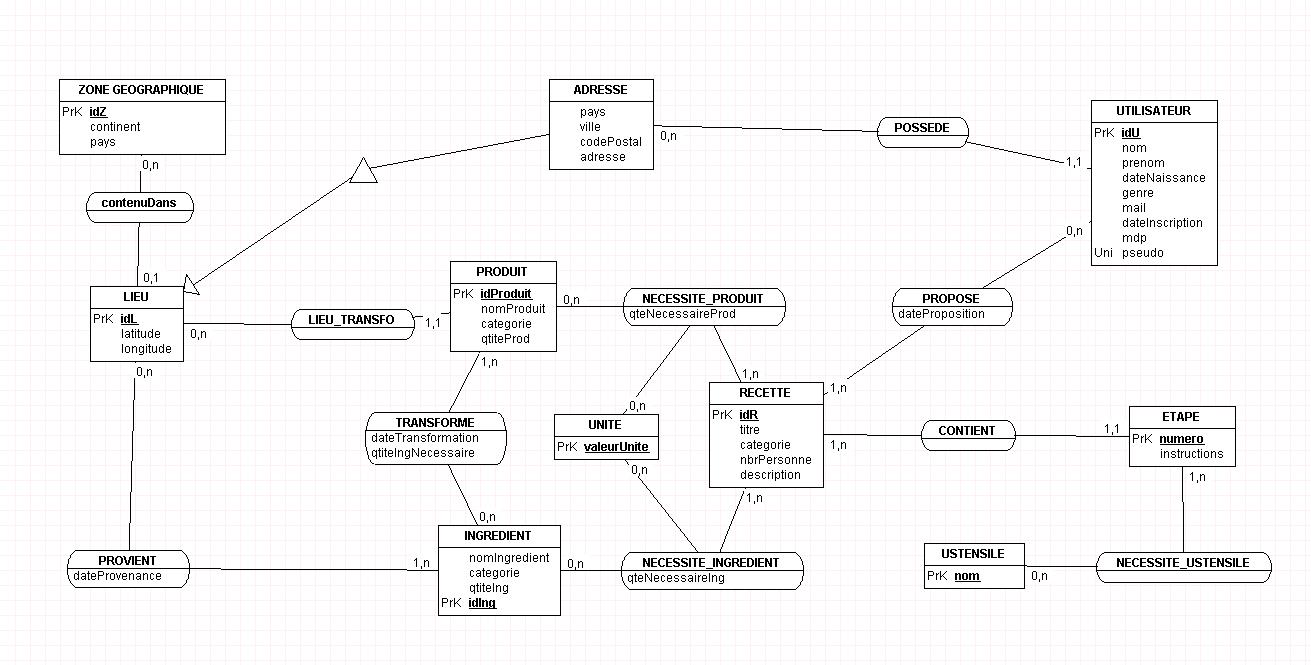 ZONE GEOGRAPHIQUE
PrK idZ
continent
pays
0,n
contenuDans
0,1
ADRESSE
pays
ville
codePostal
adresse
0,n
POSSEDE
1,1
UTILISATEUR
PrK idU
nom
prenom
dateNaissance
genre
mail
dateInscription
mdp
Uni pseudo
0,n
LIEU
PrK idL
latitude
longitude
0,n
0,n
LIEU_TRANSFO
1,1
PRODUIT
PrK idProduit
nomProduit
categorie
qtiteProd
0,n
1,n
NECESSITE_PRODUIT
qteNecessaireProd
PROPOSE
dateProposition
1,n
1,n
0,n
TRANSFORME
dateTransformation
qtiteIngNecessaire
0,n
UNITE
PrK valeurUnite
0,n
RECETTE
PrK idR
titre
categorie
nbrPersonne
description
1,n
1,n
CONTIENT
1,1
ETAPE
PrK numero
instructions
1,n
PROVIENT
dateProvenance
1,n
INGREDIENT
nomIngredient
categorie
qtiteIng
PrK idIng
0,n
NECESSITE_INGREDIENT
qteNecessaireIng
USTENSILE
PrK nom
0,n
NECESSITE_USTENSILE